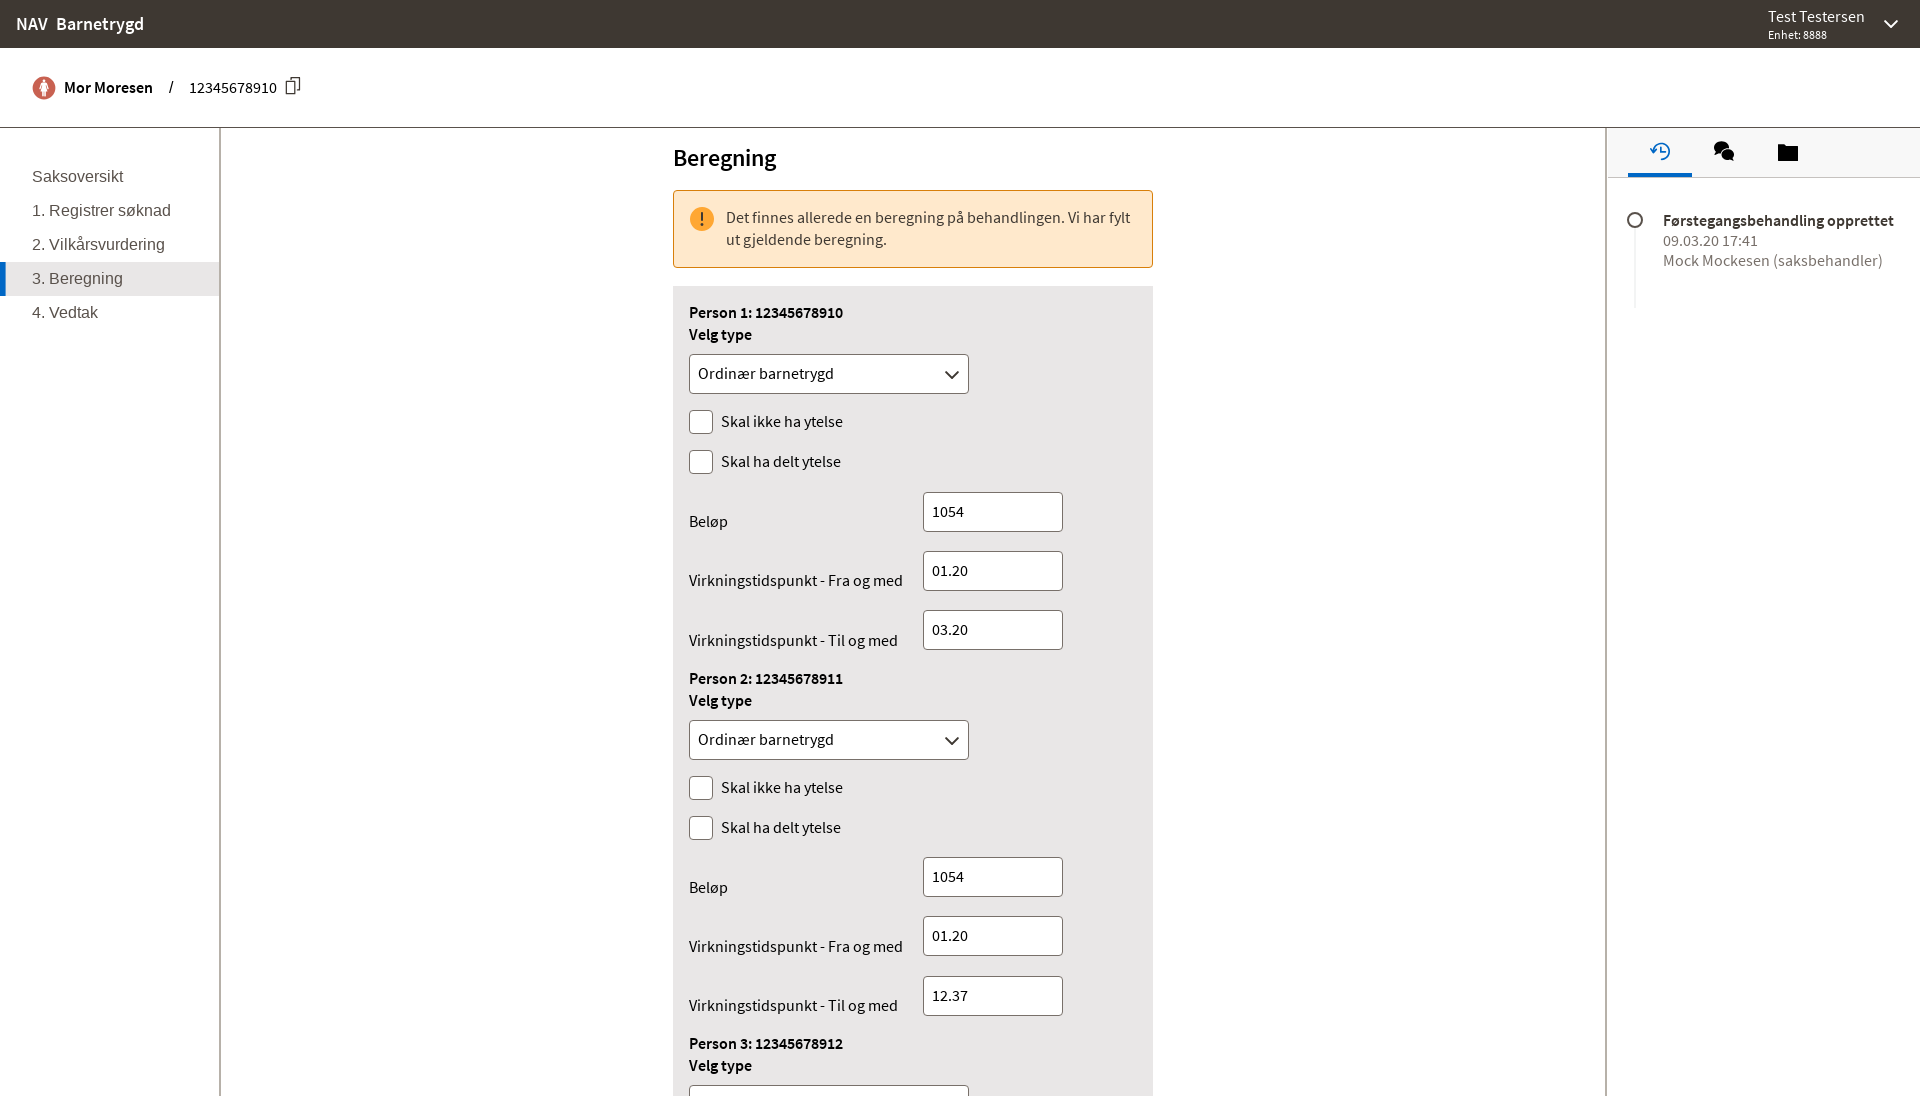 NAV Barnetrygd
Test Testersen
Enhet: 8888
Mor Moresen / 12345678910
Saksoversikt
1. Registrer søknad
2. Vilkårsvurdering
3. Beregning
4. Vedtak
Beregning
Det finnes allerede en beregning på behandlingen. Vi har fylt
ut gjeldende beregning.
Person 1: 12345678910
Velg type
Ordinær barnetrygd
Skal ikke ha ytelse
Skal ha delt ytelse
Beløp 1054
Virkningstidspunkt - Fra og med 01.20
Virkningstidspunkt - Til og med 03.20
Person 2: 12345678911
Velg type
Ordinær barnetrygd
Skal ikke ha ytelse
Skal ha delt ytelse
Beløp 1054
Virkningstidspunkt - Fra og med 01.20
Virkningstidspunkt - Til og med 12.37
Person 3: 12345678912
Velg type
Førstegangsbehandling opprettet
09.03.20 17:41
Mock Mockesen (saksbehandler)